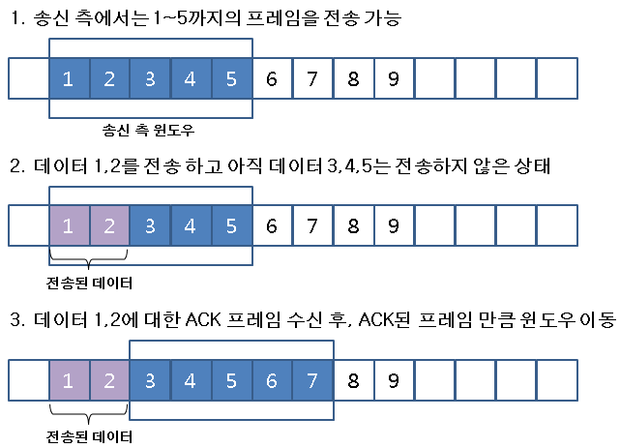 1. 송신 측에서는 1~5까지의 프레임을 전송 가능
1 2 3 4 5 6 7 8 9
송신 측 윈도우
2. 데이터 1,2를 전송 하고 아직 데이터 3,4,5는 전송하지 않은 상태
1 2 3 4 5 6 7 8 9
전송된 데이터
3. 데이터 1,2에 대한 ACK 프레임 수신 후, ACK된 프레임 만큼 윈도우 이동
1 2 3 4 5 6 7 8 9
전송된 데이터